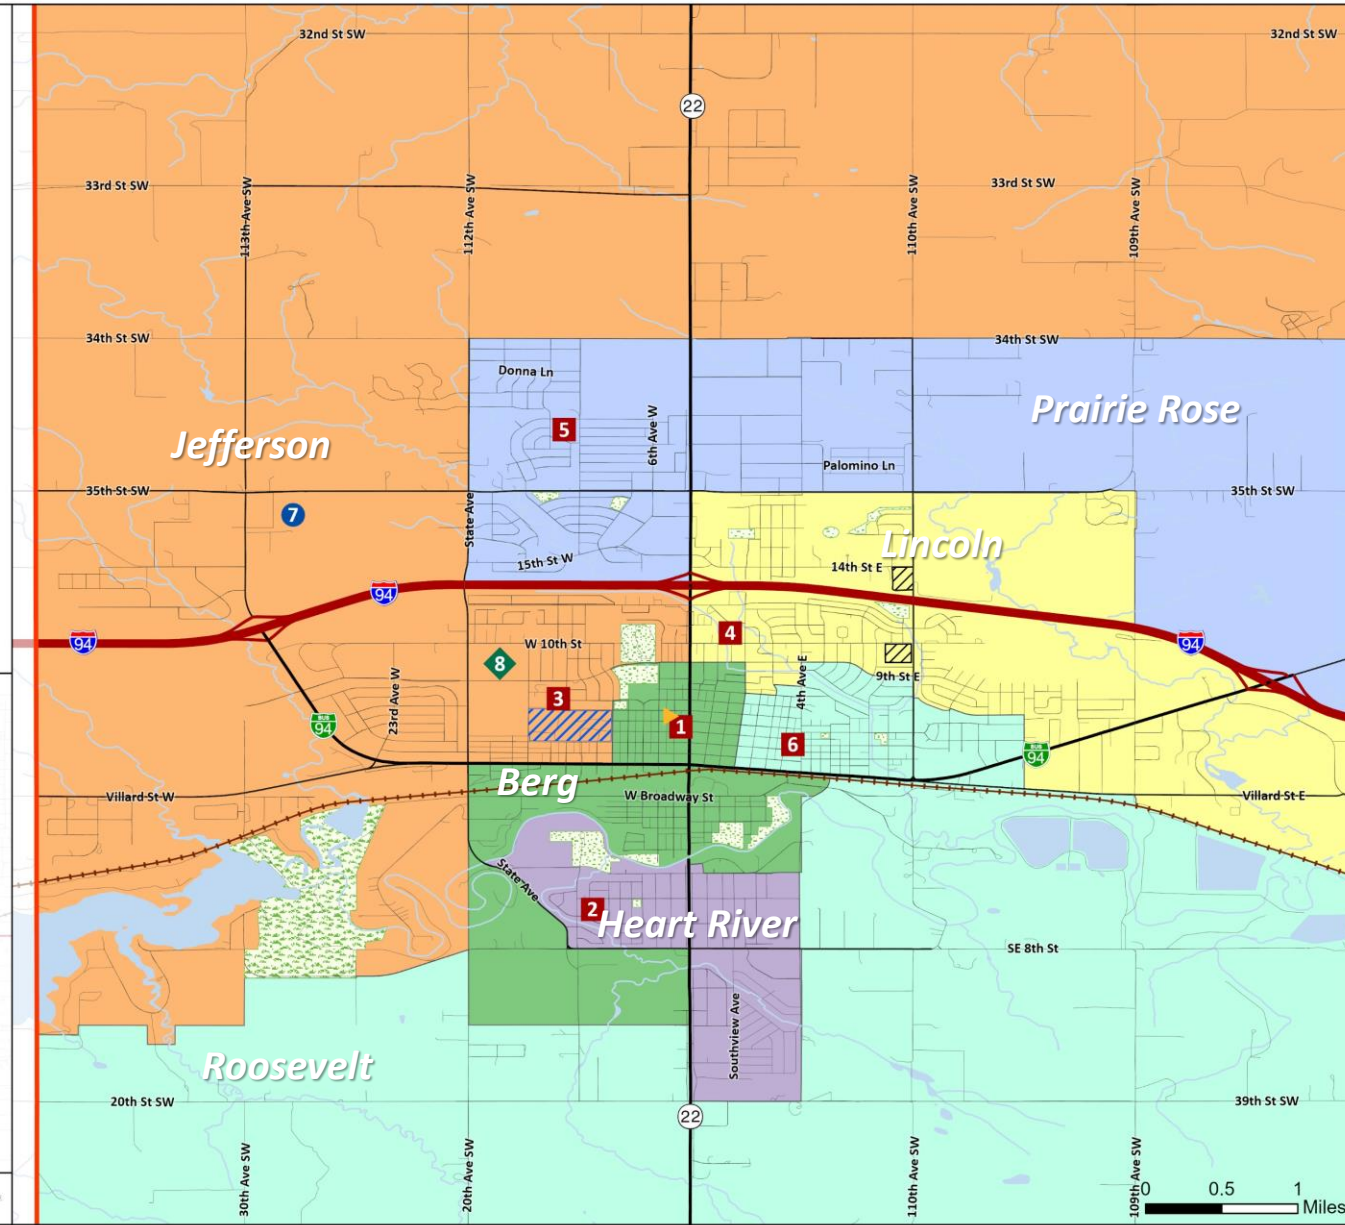 32nd St SW
32nd St SW
22
33rd St SW
33rd St SW
113th Ave SW
112th Ave SW
110th Ave SW
109th Ave SW
34th St SW
34th St SW
Donna Ln
Prairie Rose
5
6th Ave W
Jefferson
Palomino Ln
35th St SW
35th St SW
7
State Ave
Lincoln
15th St W
14th St E
94
94
94
4
W 10th St
8
9th St E
4th Ave E
23rd Ave W
3
1
6
BUS
94
BUS
94
Berg
W Broadway St
Villard St W
Villard St E
State Ave
2
Heart River
SE 8th St
Southview Ave
Roosevelt
20th St SW
39th St SW
22
30th Ave SW
20th Ave SW
110th Ave SW
109th Ave SW
0 0.5 1
Miles